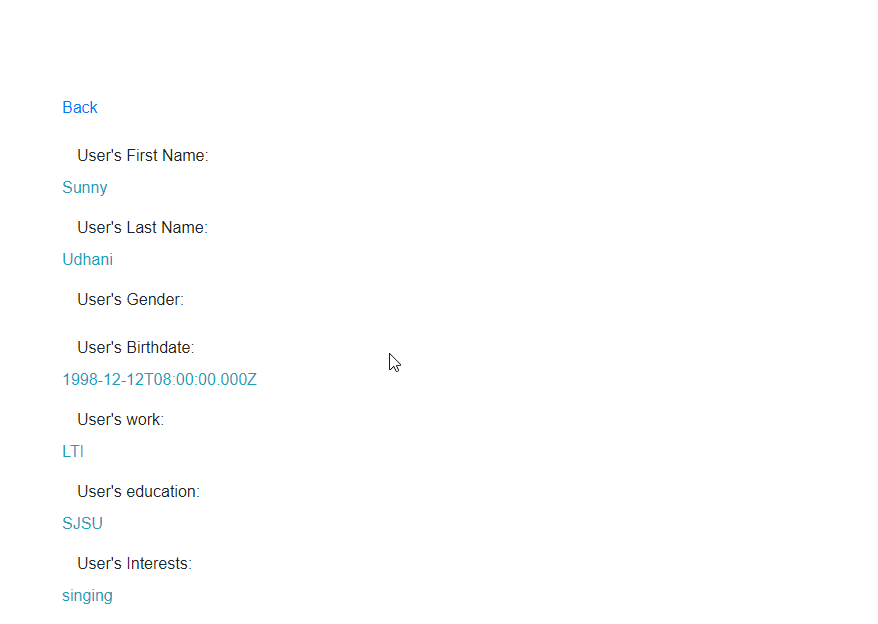 Back
User's First Name:
Sunny
User's Last Name:
Udhani
User's Gender:
User's Birthdate:
1998-12-12T08:00:00.000Z
User's work:
LTI
User's education:
SJSU
User's Interests:
singing